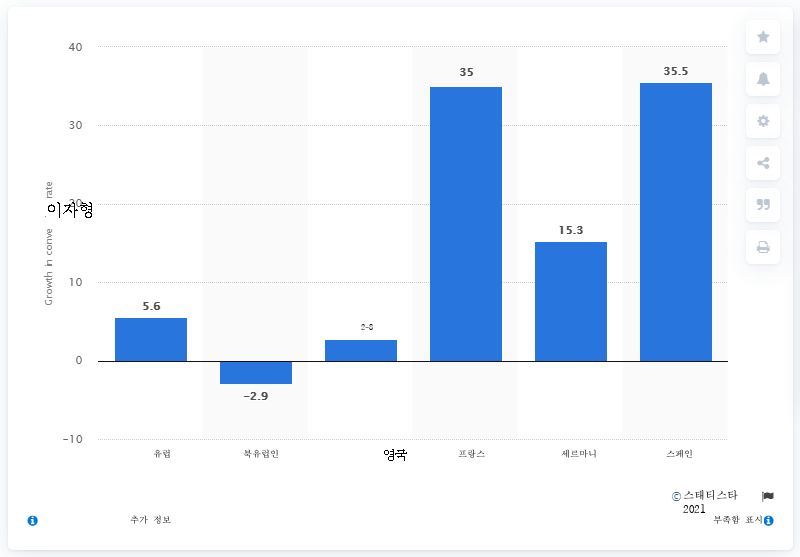 40
35
35.5
30
rate
20
이자형
Growth in conve
15.3
10
5.6
2-8
0
-2.9
-10
유럽
북유럽인
영국
프랑스
세르마니
스페인
© 스태티스타
2021
추가 정보
부족함 표시